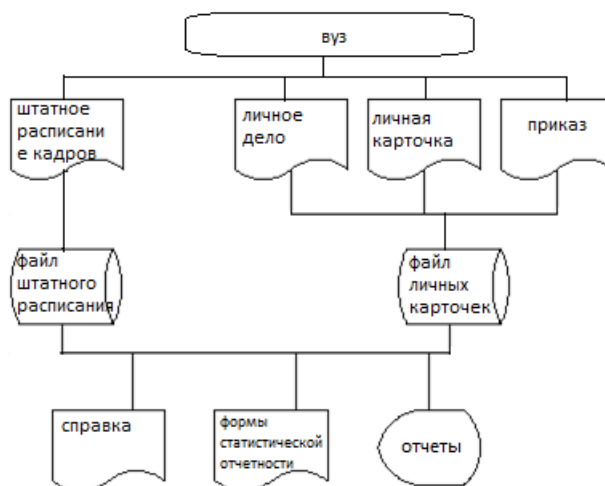 вуз
штатное
расписани
е кадров
личное
дело
личная
карточка
приказ
файл
штатного
расписания
файл
личных
карточек
справка
формы
статистической
отчетности
отчеты